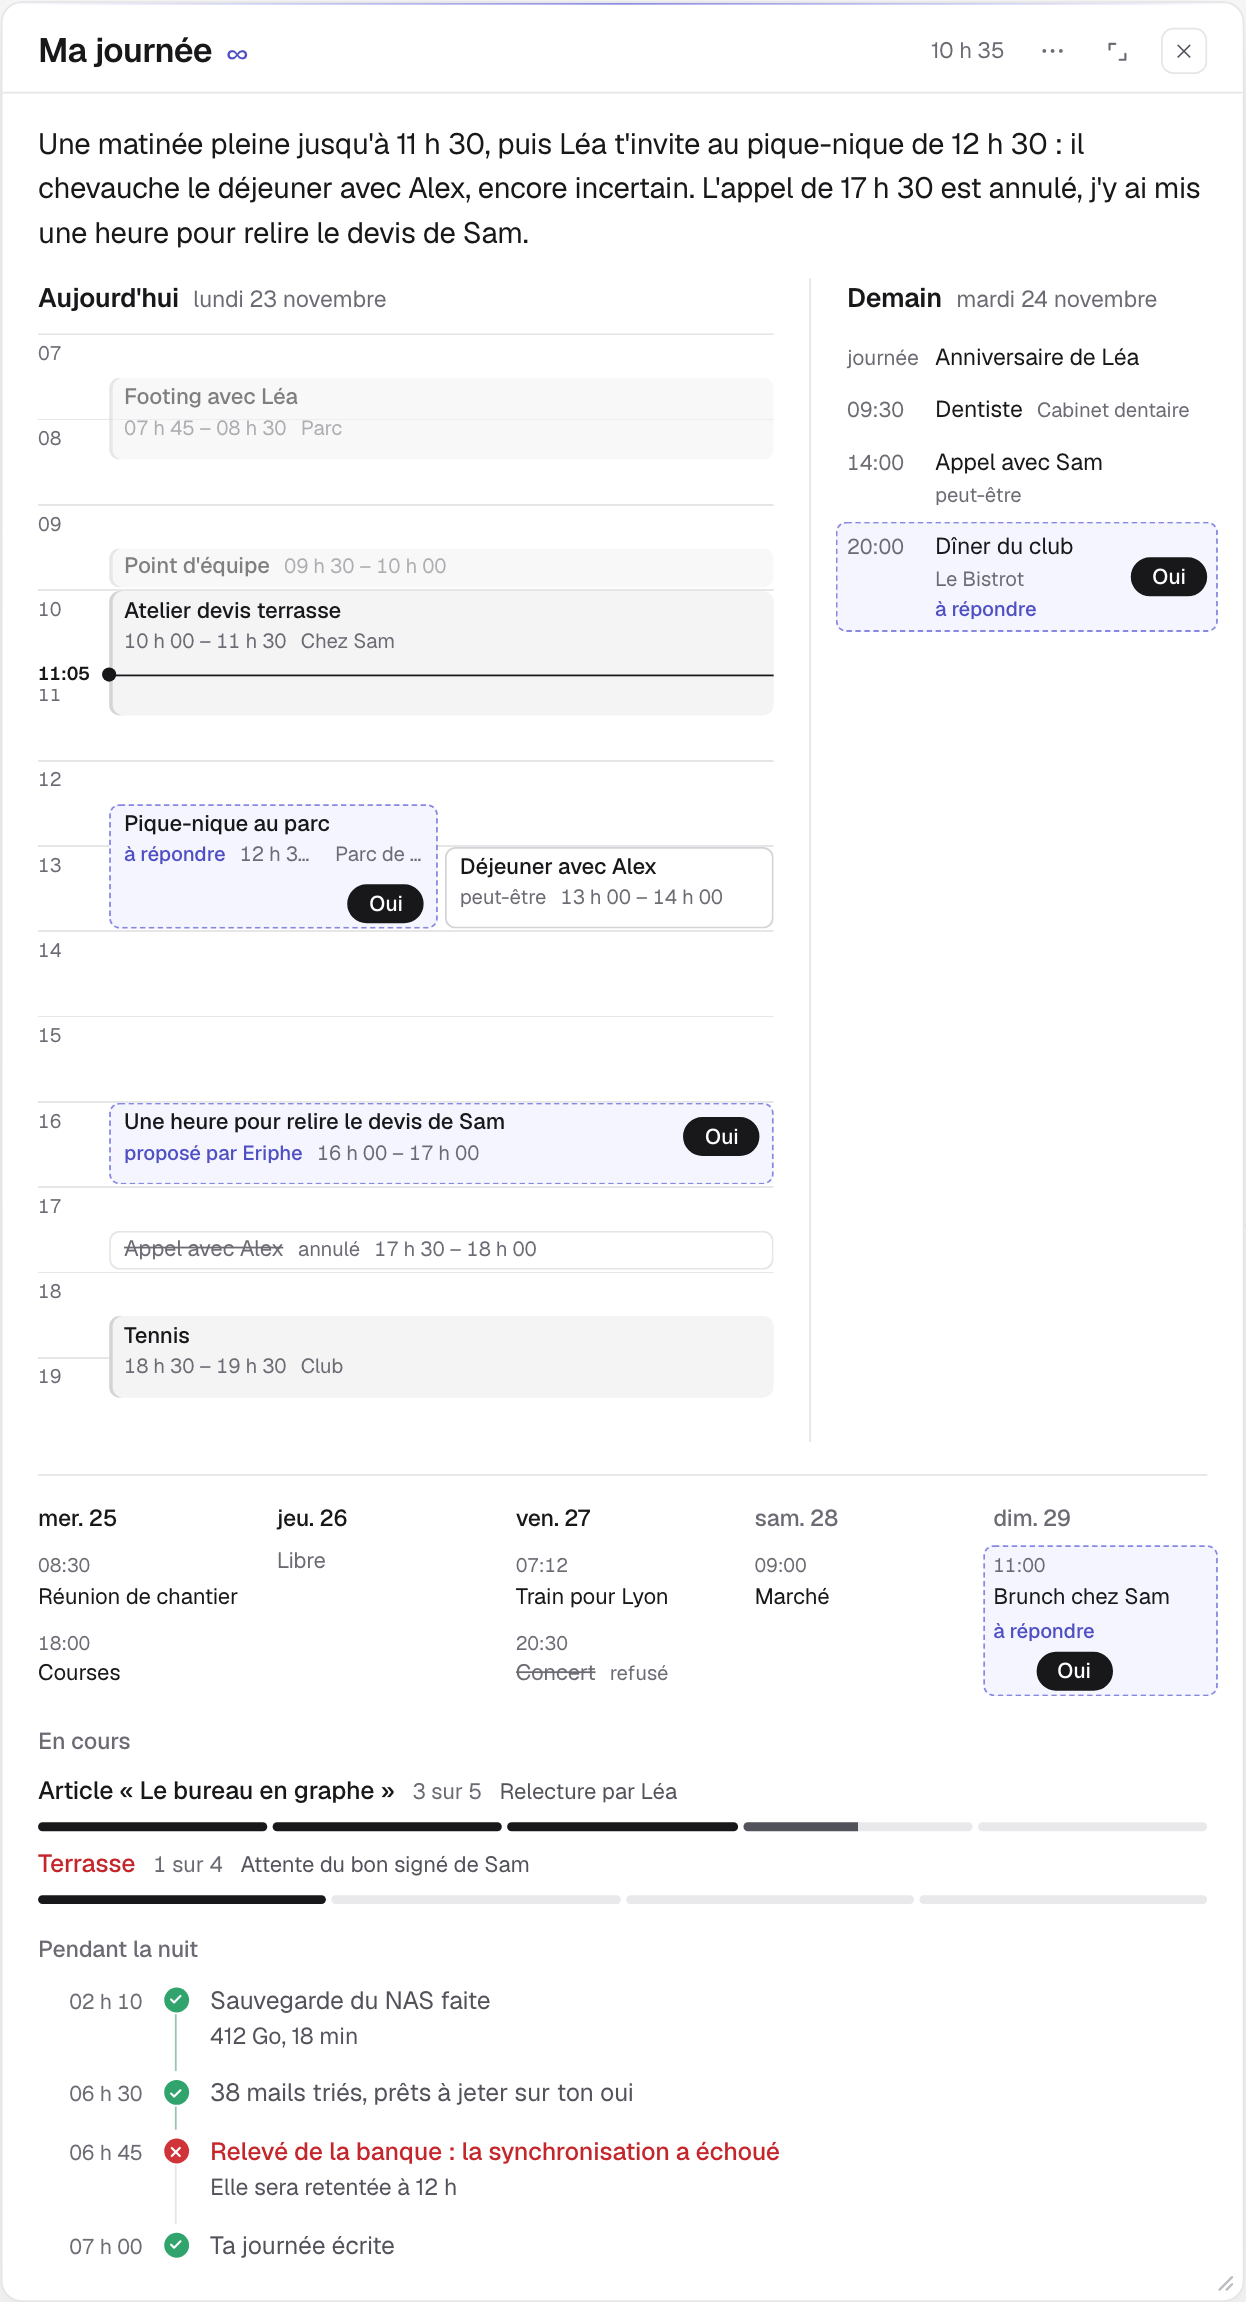 Ma journée ∞
10 h 35
Une matinée pleine jusqu'à 11 h 30, puis Léa t'invite au pique-nique de 12 h 30 : il
chevauche le déjeuner avec Alex, encore incertain. L'appel de 17 h 30 est annulé, j'y ai mis
une heure pour relire le devis de Sam.
Aujourd'hui lundi 23 novembre
07
Footing avec Léa
07 h 45 – 08 h 30 Parc
08
09
Point d'équipe 09 h 30 – 10 h 00
10
Atelier devis terrasse
10 h 00 – 11 h 30 Chez Sam
11:05
11
12
Pique-nique au parc
à répondre 12 h 3... Parc de ...
Oui
13
Déjeuner avec Alex
peut-être 13 h 00 – 14 h 00
14
15
16
Une heure pour relire le devis de Sam
proposé par Eriphe 16 h 00 – 17 h 00
Oui
17
Appel avec Alex annulé 17 h 30 – 18 h 00
18
Tennis
18 h 30 – 19 h 30 Club
19
Demain mardi 24 novembre
journée Anniversaire de Léa
09:30 Dentiste Cabinet dentaire
14:00 Appel avec Sam
peut-être
20:00 Dîner du club
Le Bistrot
à répondre
Oui
mer. 25
08:30
Réunion de chantier
18:00
Courses
jeu. 26
Libre
ven. 27
07:12
Train pour Lyon
20:30
Concert refusé
sam. 28
09:00
Marché
dim. 29
11:00
Brunch chez Sam
à répondre
Oui
En cours
Article « Le bureau en graphe » 3 sur 5 Relecture par Léa
Terrasse 1 sur 4 Attente du bon signé de Sam
Pendant la nuit
02 h 10 Sauvegarde du NAS faite
412 Go, 18 min
06 h 30 38 mails triés, prêts à jeter sur ton oui
06 h 45 Relevé de la banque : la synchronisation a échoué
Elle sera retentée à 12 h
07 h 00 Ta journée écrite